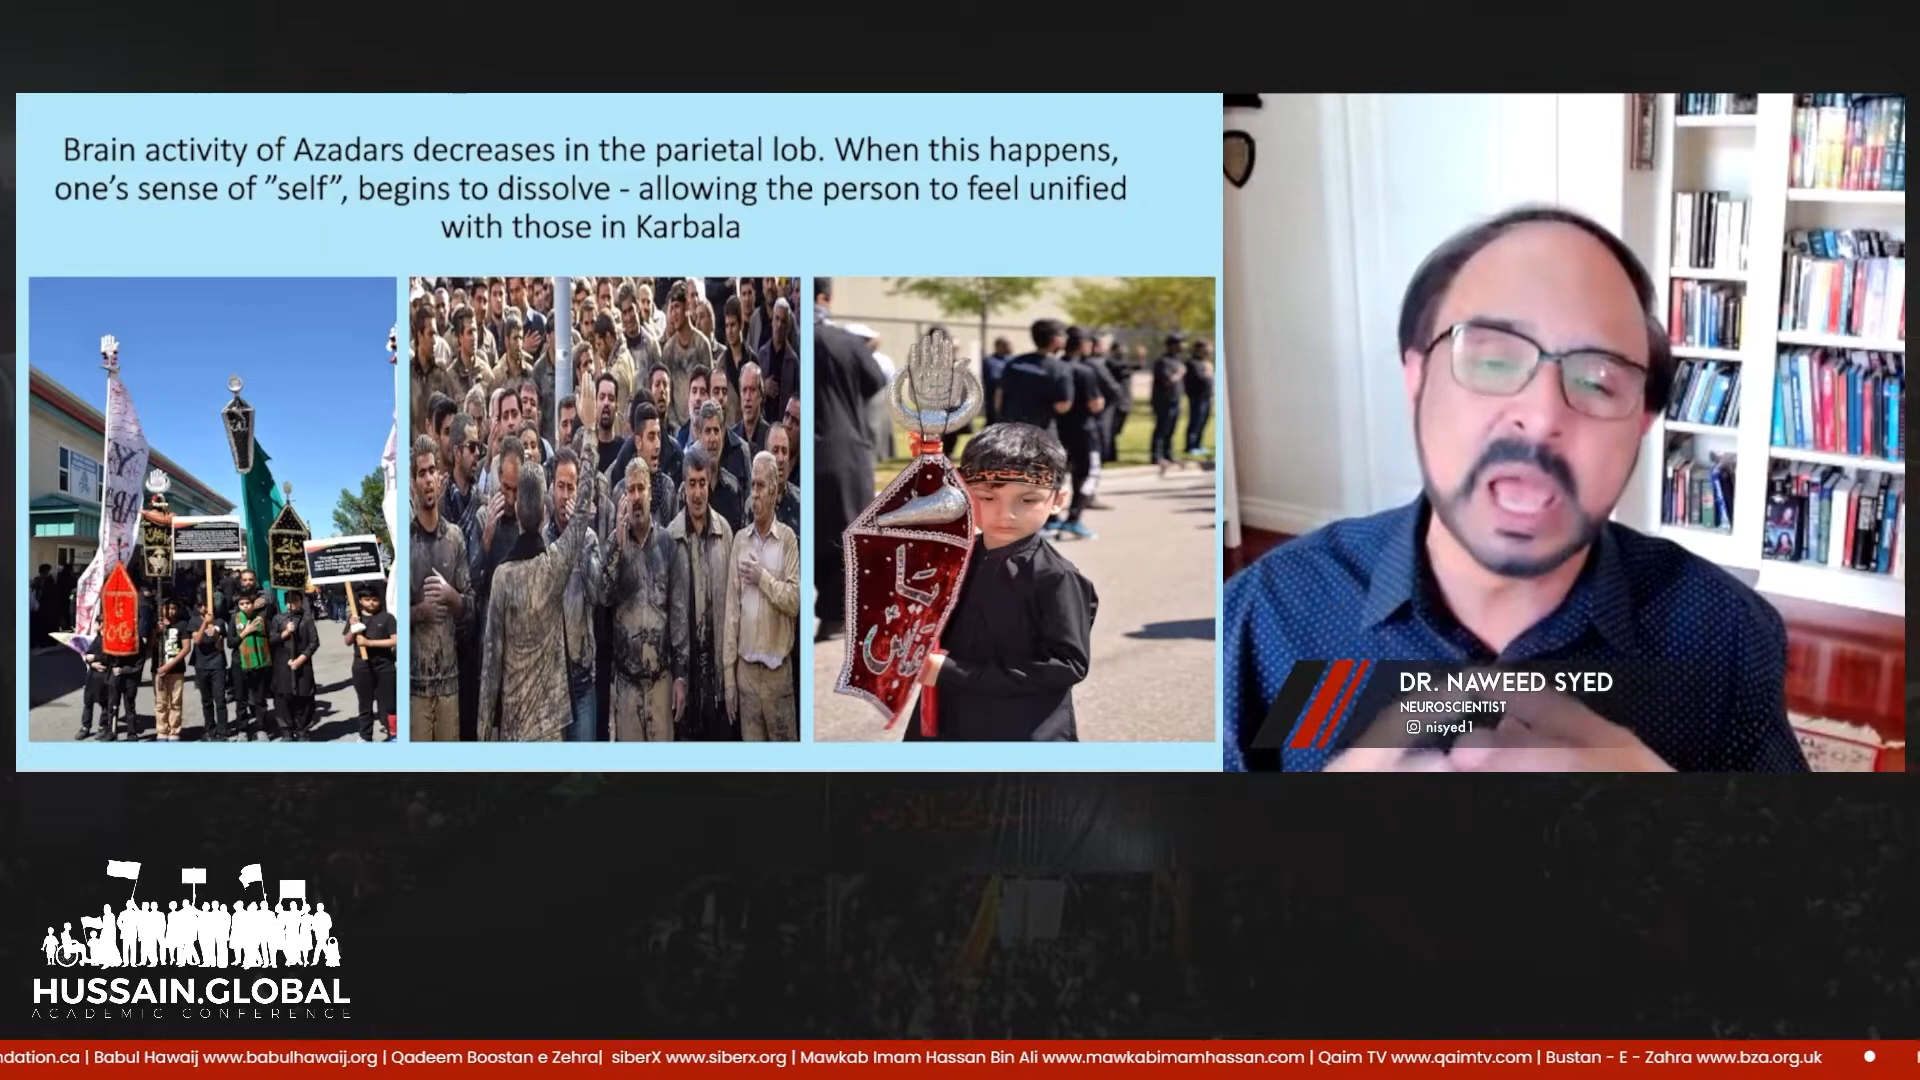 Brain activity of Azadars decreases in the parietal lob. When this happens,
one’s sense of ”self”, begins to dissolve - allowing the person to feel unified
with those in Karbala
DR. NAWEED SYED
NEUROSCIENTIST
nisyed1
HUSSAIN.GLOBAL
ACADEMIC CONFERENCE
ndation.ca | Babul Hawaij www.babulhawaij.org | Qadeem Boostan e Zehra| siberX www.siberx.org | Mawkab Imam Hassan Bin Ali www.mawkabimamhassan.com | Qaim TV www.qaimtv.com | Bustan - E - Zahra www.bza.org.uk